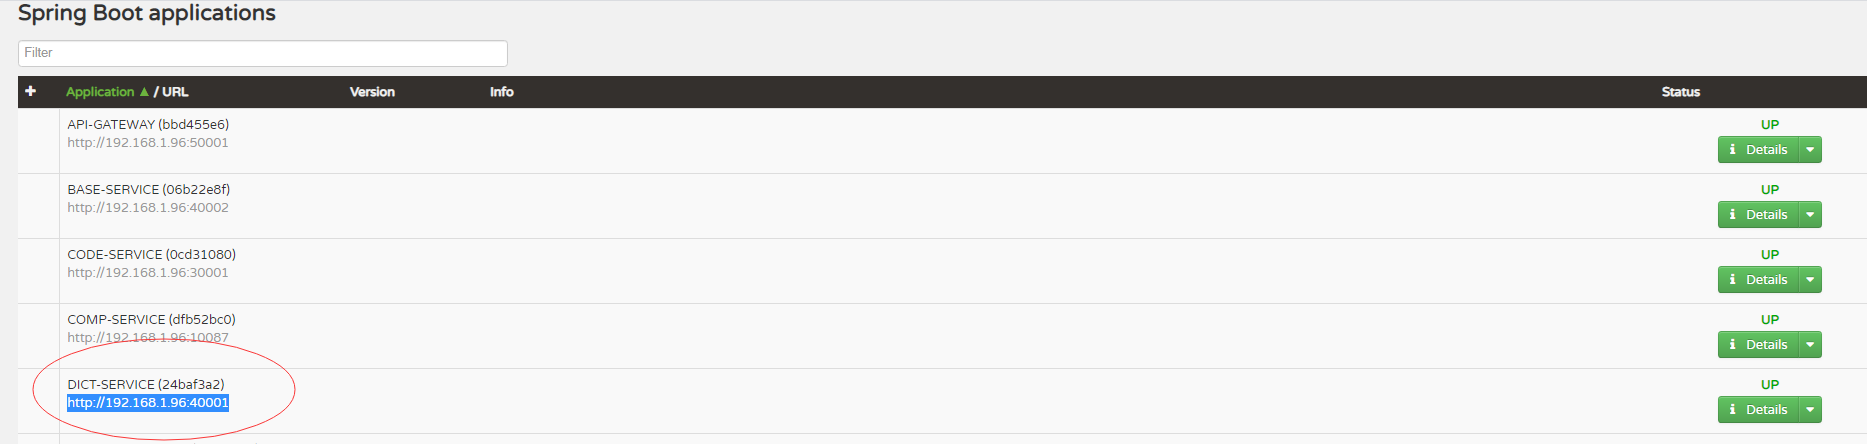 Spring Boot applications
Filter
Application ▲ / URL Version Info Status
API-GATEWAY (bbd455e6) UP
http://192.168.1.96:50001 Details
BASE-SERVICE (06b22e8f) UP
http://192.168.1.96:40002 Details
CODE-SERVICE (0cd31080) UP
http://192.168.1.96:30001 Details
COMP-SERVICE (dfb52bc0) UP
http://192.168.1.96:10087 Details
DICT-SERVICE (24baf3a2) UP
http://192.168.1.96:40001 Details